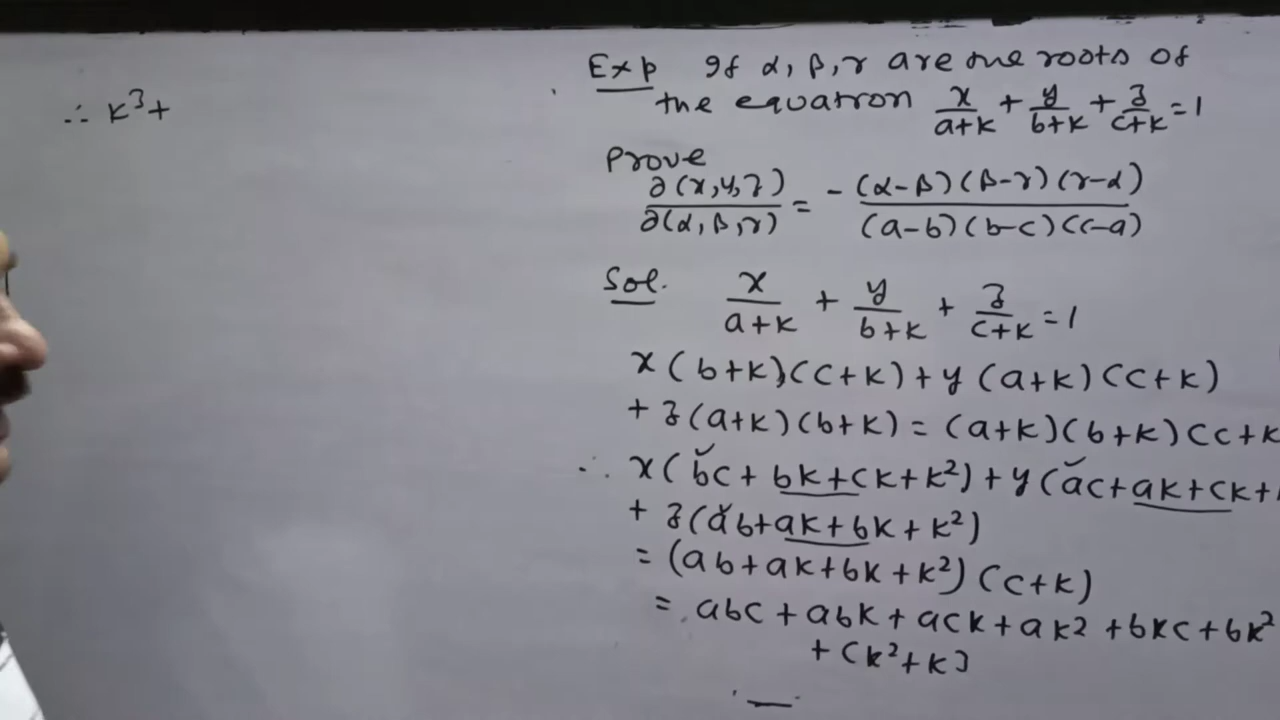 ∴ k³+
Exp If α, β, γ are the roots of
the equation x/(a+k) + y/(b+k) + z/(c+k) = 1
Prove
∂(x,y,z)/∂(α,β,γ) = - (α-β)(β-γ)(γ-α)/(a-b)(b-c)(c-a)
Sol. x/(a+k) + y/(b+k) + z/(c+k) = 1
x(b+k)(c+k)+y(a+k)(c+k)
+ z(a+k)(b+k) = (a+k)(b+k)(c+k
∴ x(bc+bk+ck+k²)+y(ac+ak+ck+
+ z(ab+ak+bk+k²)
= (ab+ak+bk+k²)(c+k)
= abc+abk+ack+ak²+bkc+bk²
+ck²+k³